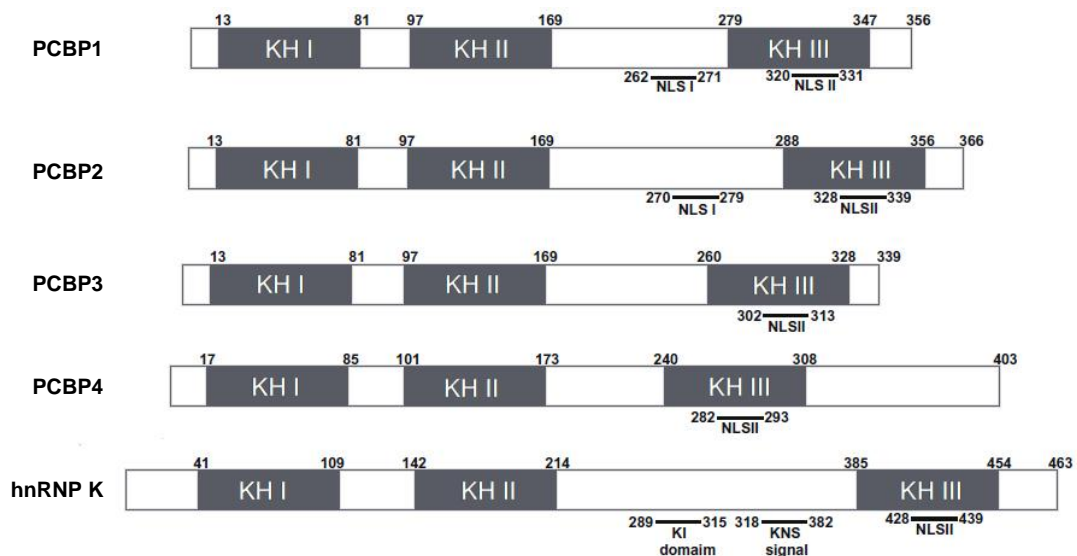 13 81 97 169 279 347 356
PCBP1 KH I KH II KH III
262 271 320 331
NLS I NLS II
13 81 97 169 288 356 366
PCBP2 KH I KH II KH III
270 279 328 339
NLS I NLSII
13 81 97 169 260 328 339
PCBP3 KH I KH II KH III
302 313
NLSII
17 85 101 173 240 308 403
PCBP4 KH I KH II KH III
282 293
NLSII
41 109 142 214 385 454 463
hnRNP K KH I KH II KH III
289 315 318 382 428 439
KI KNS NLSII
domaim signal